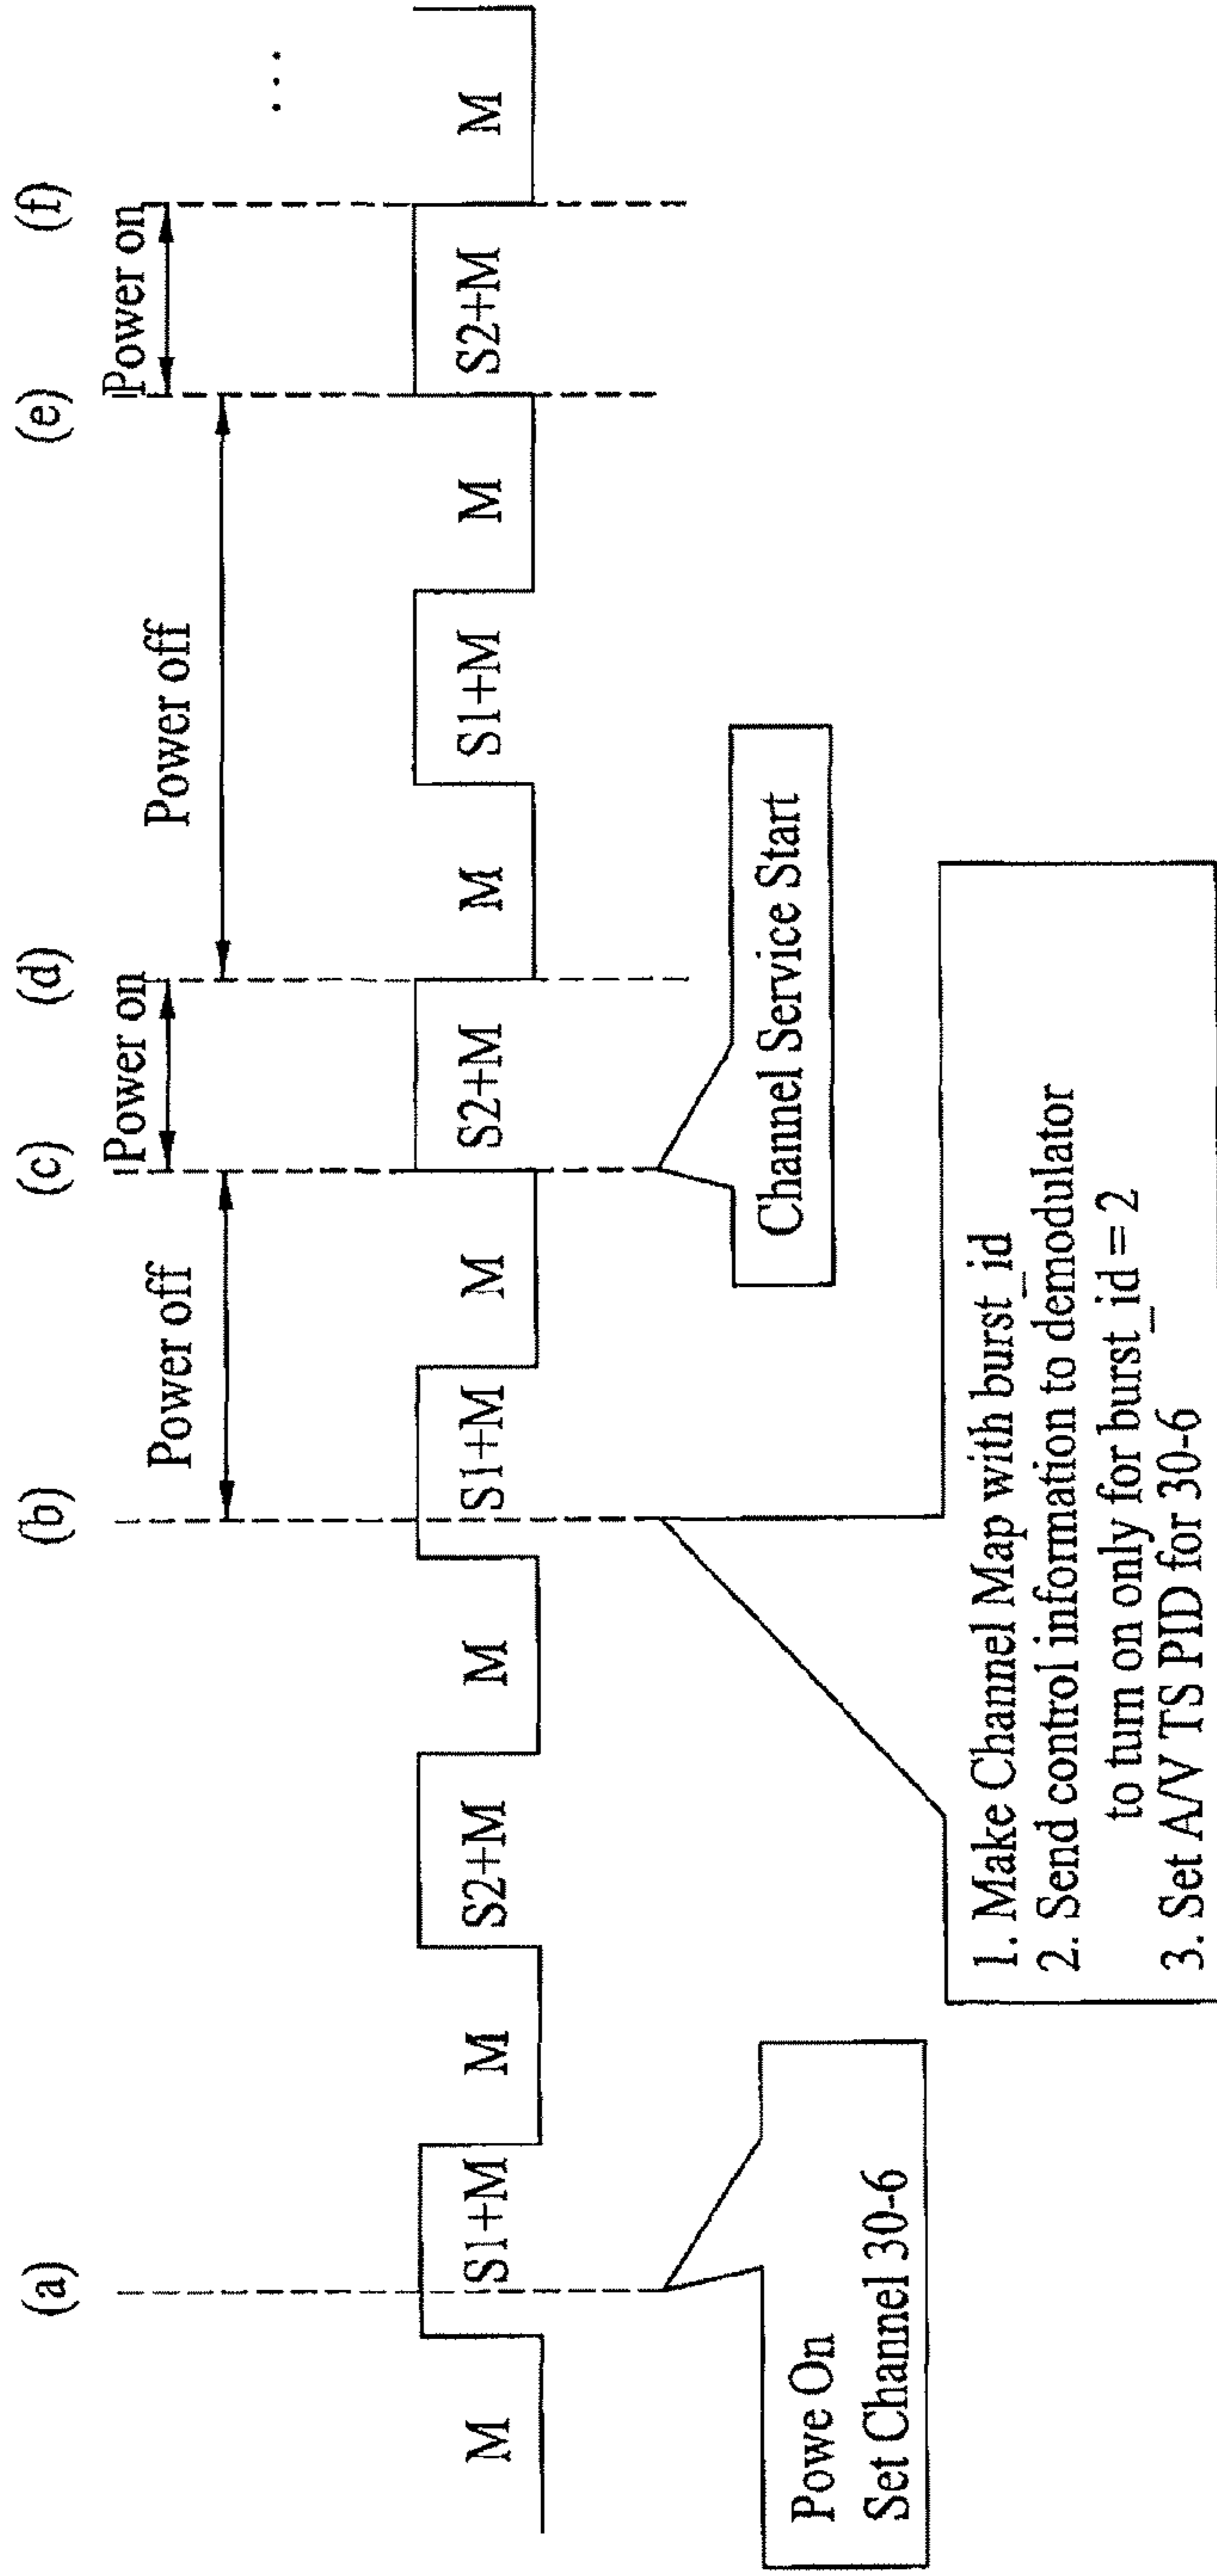 (a)
(b)
(c)
(d)
(e)
(f)
Power off
Power on
Power off
Power on
M
S1+M
M
S2+M
M
S1+M
M
S2+M
M
S1+M
M
S2+M
M
...
Powe On
Set Channel 30-6
Channel Service Start
1. Make Channel Map with burst_id
2. Send control information to demodulator
to turn on only for burst_id = 2
3. Set A/V TS PID for 30-6